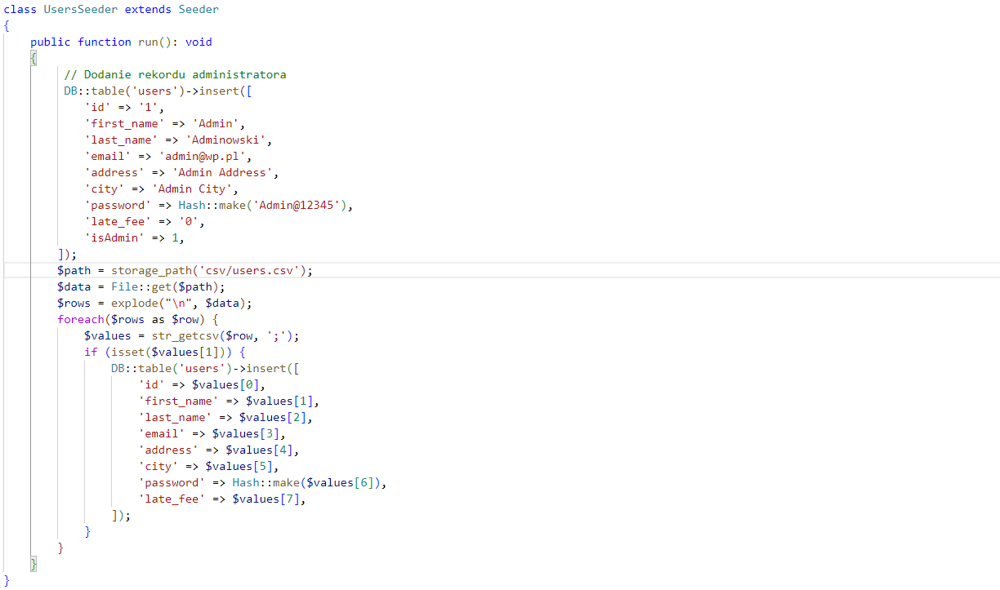 class UsersSeeder extends Seeder
{
    public function run(): void
    {
         // Dodanie rekordu administratora
         DB::table('users')->insert([
            'id' => '1',
            'first_name' => 'Admin',
            'last_name' => 'Adminowski',
            'email' => 'admin@wp.pl',
            'address' => 'Admin Address',
            'city' => 'Admin City',
            'password' => Hash::make('Admin@12345'),
            'late_fee' => '0',
            'isAdmin' => 1,
        ]);
        $path = storage_path('csv/users.csv');
        $data = File::get($path);
        $rows = explode("\n", $data);
        foreach($rows as $row) {
            $values = str_getcsv($row, ';');
            if (isset($values[1])) {
                DB::table('users')->insert([
                    'id' => $values[0],
                    'first_name' => $values[1],
                    'last_name' => $values[2],
                    'email' => $values[3],
                    'address' => $values[4],
                    'city' => $values[5],
                    'password' => Hash::make($values[6]),
                    'late_fee' => $values[7],
                ]);
            }
        }
    }
}